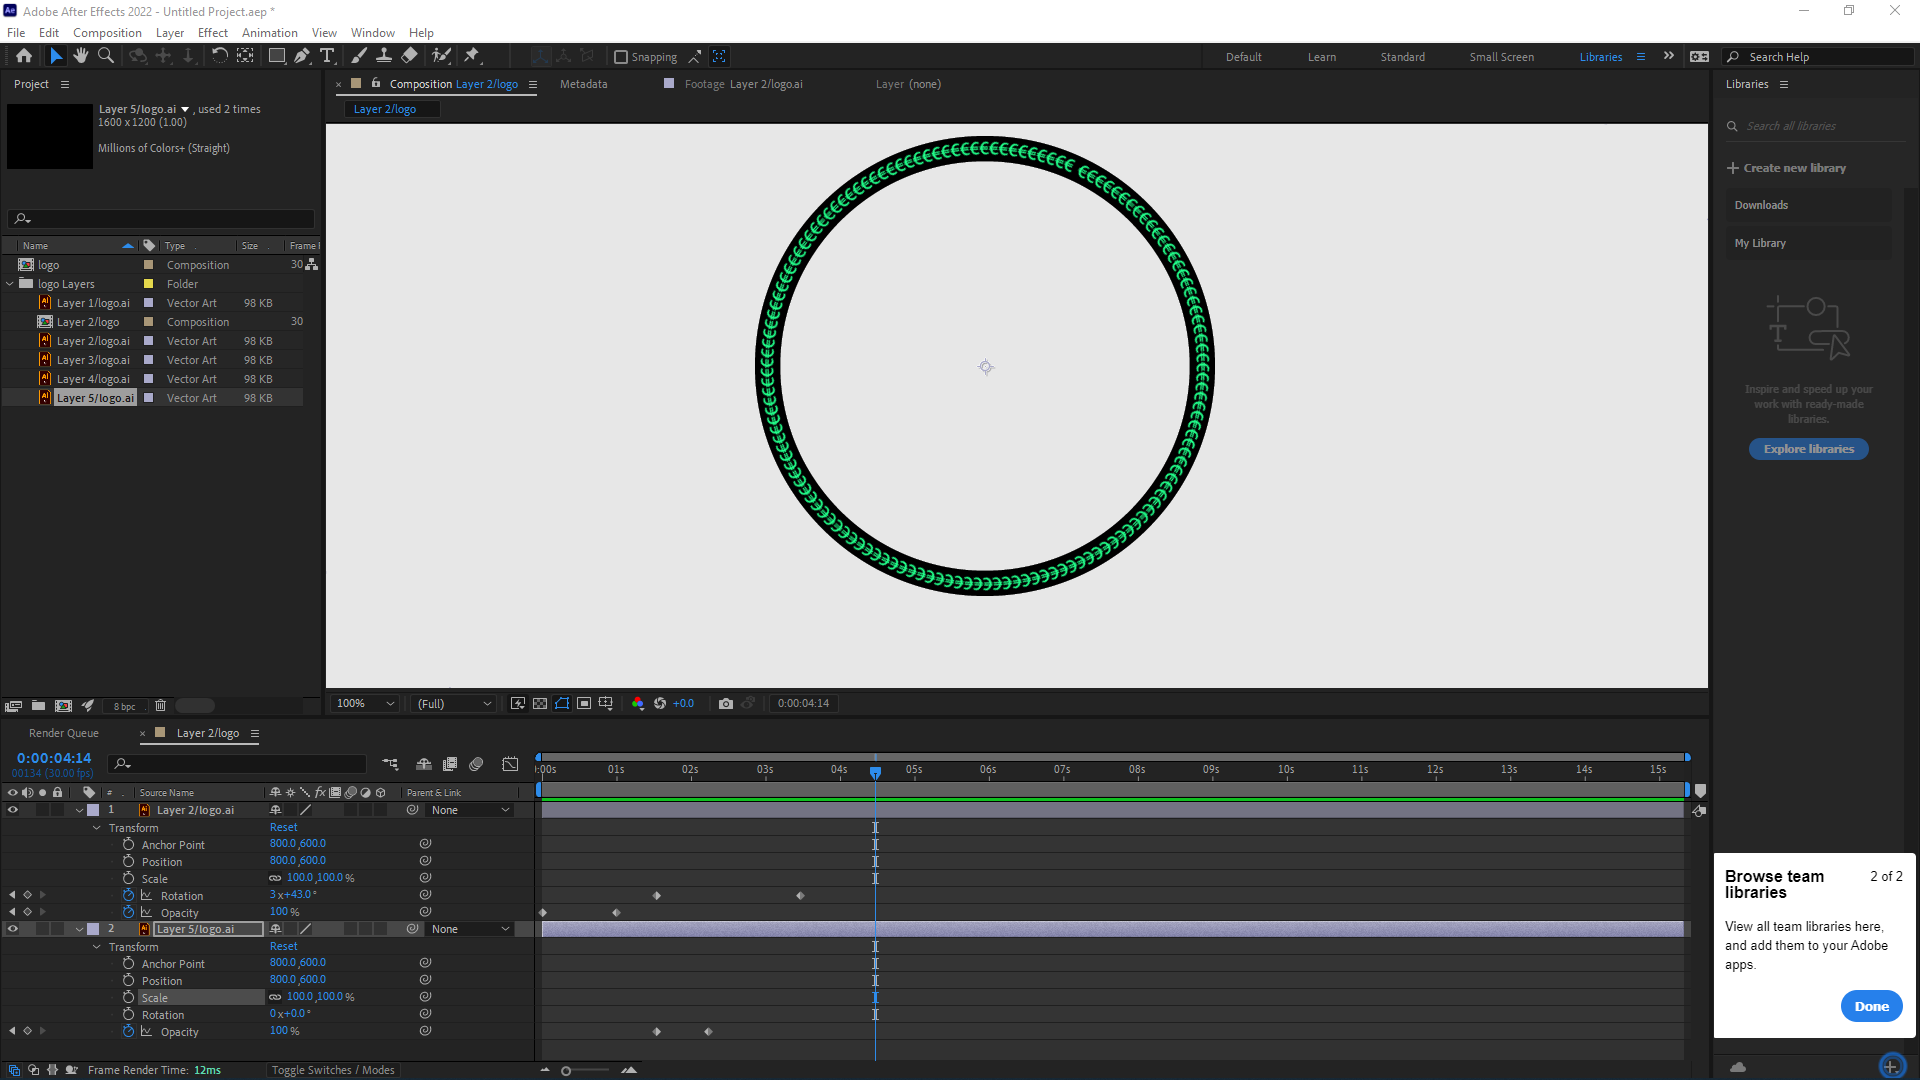 Adobe After Effects 2022 - Untitled Project.aep *
File Edit Composition Layer Effect Animation View Window Help
Snapping
Default Learn Standard Small Screen Libraries
Search Help
Project
Layer 5/logo.ai , used 2 times
1600 x 1200 (1.00)
Millions of Colors+ (Straight)
Name Type Size Frame
logo Composition 30
logo Layers Folder
Layer 1/logo.ai Vector Art 98 KB
Layer 2/logo Composition 30
Layer 2/logo.ai Vector Art 98 KB
Layer 3/logo.ai Vector Art 98 KB
Layer 4/logo.ai Vector Art 98 KB
Layer 5/logo.ai Vector Art 98 KB
8 bpc
Composition Layer 2/logo Metadata Footage Layer 2/logo.ai Layer (none)
Layer 2/logo
100% (Full) +0.0 0:00:04:14
Libraries
Search all libraries
Create new library
Downloads
My Library
Inspire and speed up your
work with ready-made
libraries.
Explore libraries
Render Queue Layer 2/logo
0:00:04:14
00134 (30.00 fps)
:00s 01s 02s 03s 04s 05s 06s 07s 08s 09s 10s 11s 12s 13s 14s 15s
# Source Name Parent & Link
1 Layer 2/logo.ai None
Transform Reset
Anchor Point 800.0,600.0
Position 800.0,600.0
Scale 100.0,100.0 %
Rotation 3 x+43.0 °
Opacity 100 %
2 Layer 5/logo.ai None
Transform Reset
Anchor Point 800.0,600.0
Position 800.0,600.0
Scale 100.0,100.0 %
Rotation 0 x+0.0 °
Opacity 100 %
Frame Render Time: 12ms Toggle Switches / Modes
Browse team
libraries
2 of 2
View all team libraries here,
and add them to your Adobe
apps.
Done